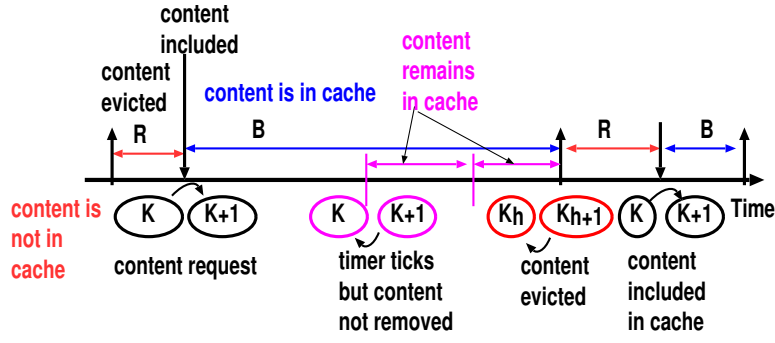 content
included
content
evicted
content is in cache
content
remains
in cache
R
B
R
B
content is
not in
cache
K
K+1
K
K+1
Kh
Kh+1
K
K+1
Time
content request
timer ticks
but content
not removed
content
evicted
content
included
in cache